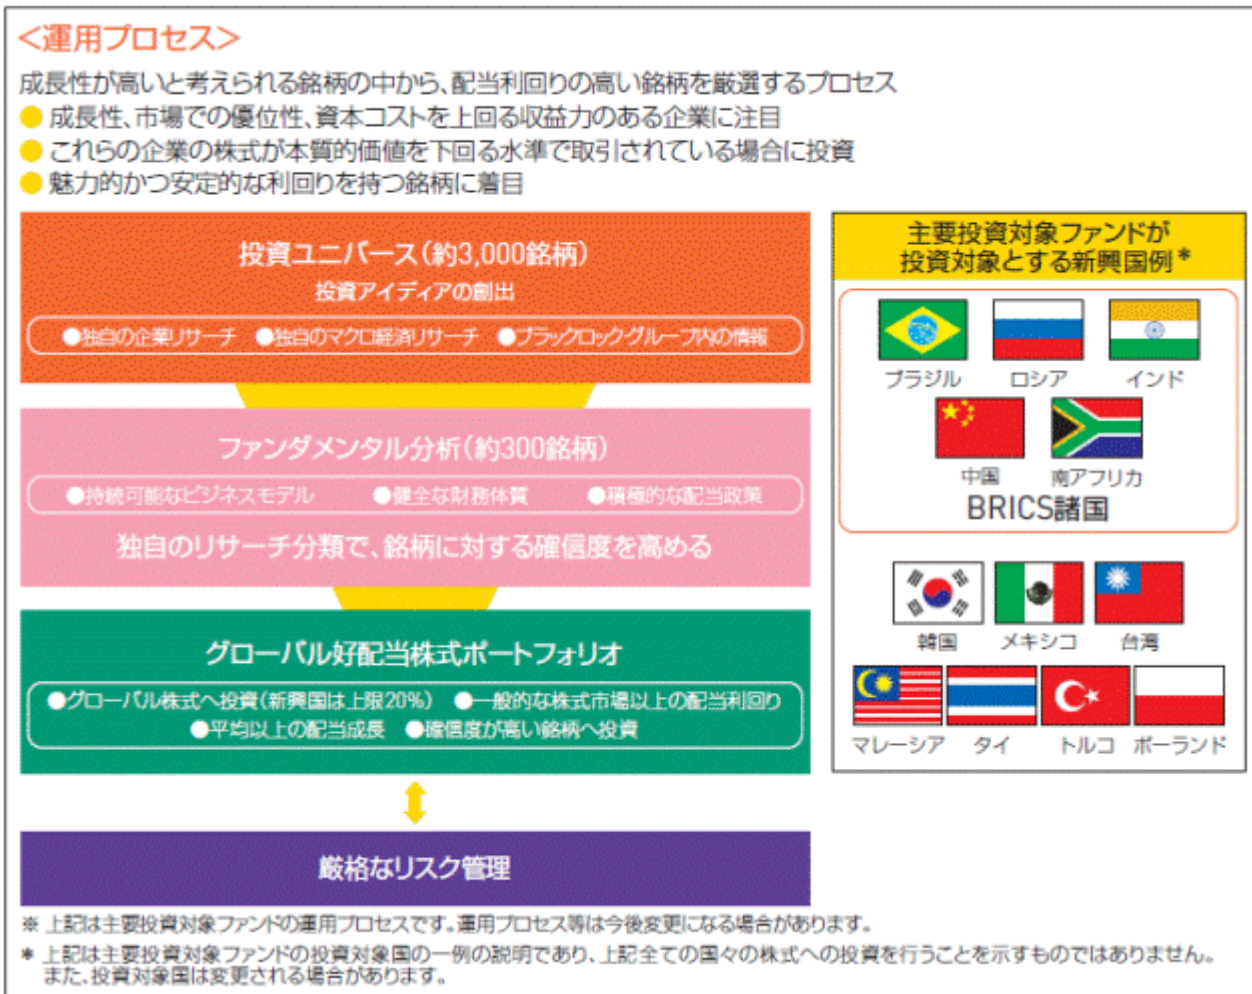 <運用プロセス>
成長性が高いと考えられる銘柄の中から、配当利回りの高い銘柄を厳選するプロセス
● 成長性、市場での優位性、資本コストを上回る収益力のある企業に注目
● これらの企業の株式が本質的価値を下回る水準で取引されている場合に投資
● 魅力的かつ安定的な利回りを持つ銘柄に着目
投資ユニバース(約3,000銘柄)
投資アイディアの創出
●独自の企業リサーチ ●独自のマクロ経済リサーチ ●ブラックロック・グループ内の情報
ファンダメンタル分析(約300銘柄)
●持続可能なビジネスモデル ●健全な財務体質 ●積極的な配当政策
独自のリサーチ分類で、銘柄に対する確信度を高める
グローバル好配当株式ポートフォリオ
●グローバル株式へ投資(新興国は上限20%) ●一般的な株式市場以上の配当利回り
●平均以上の配当成長 ●確信度が高い銘柄へ投資
厳格なリスク管理
主要投資対象ファンドが
投資対象とする新興国例*
ブラジル ロシア インド
中国 南アフリカ
BRICS諸国
韓国 メキシコ 台湾
マレーシア タイ トルコ ポーランド
※ 上記は主要投資対象ファンドの運用プロセスです。運用プロセス等は今後変更になる場合があります。
* 上記は主要投資対象ファンドの投資対象国の一例の説明であり、上記全ての国々の株式への投資を行うことを示すものではありません。
また、投資対象国は変更される場合があります。